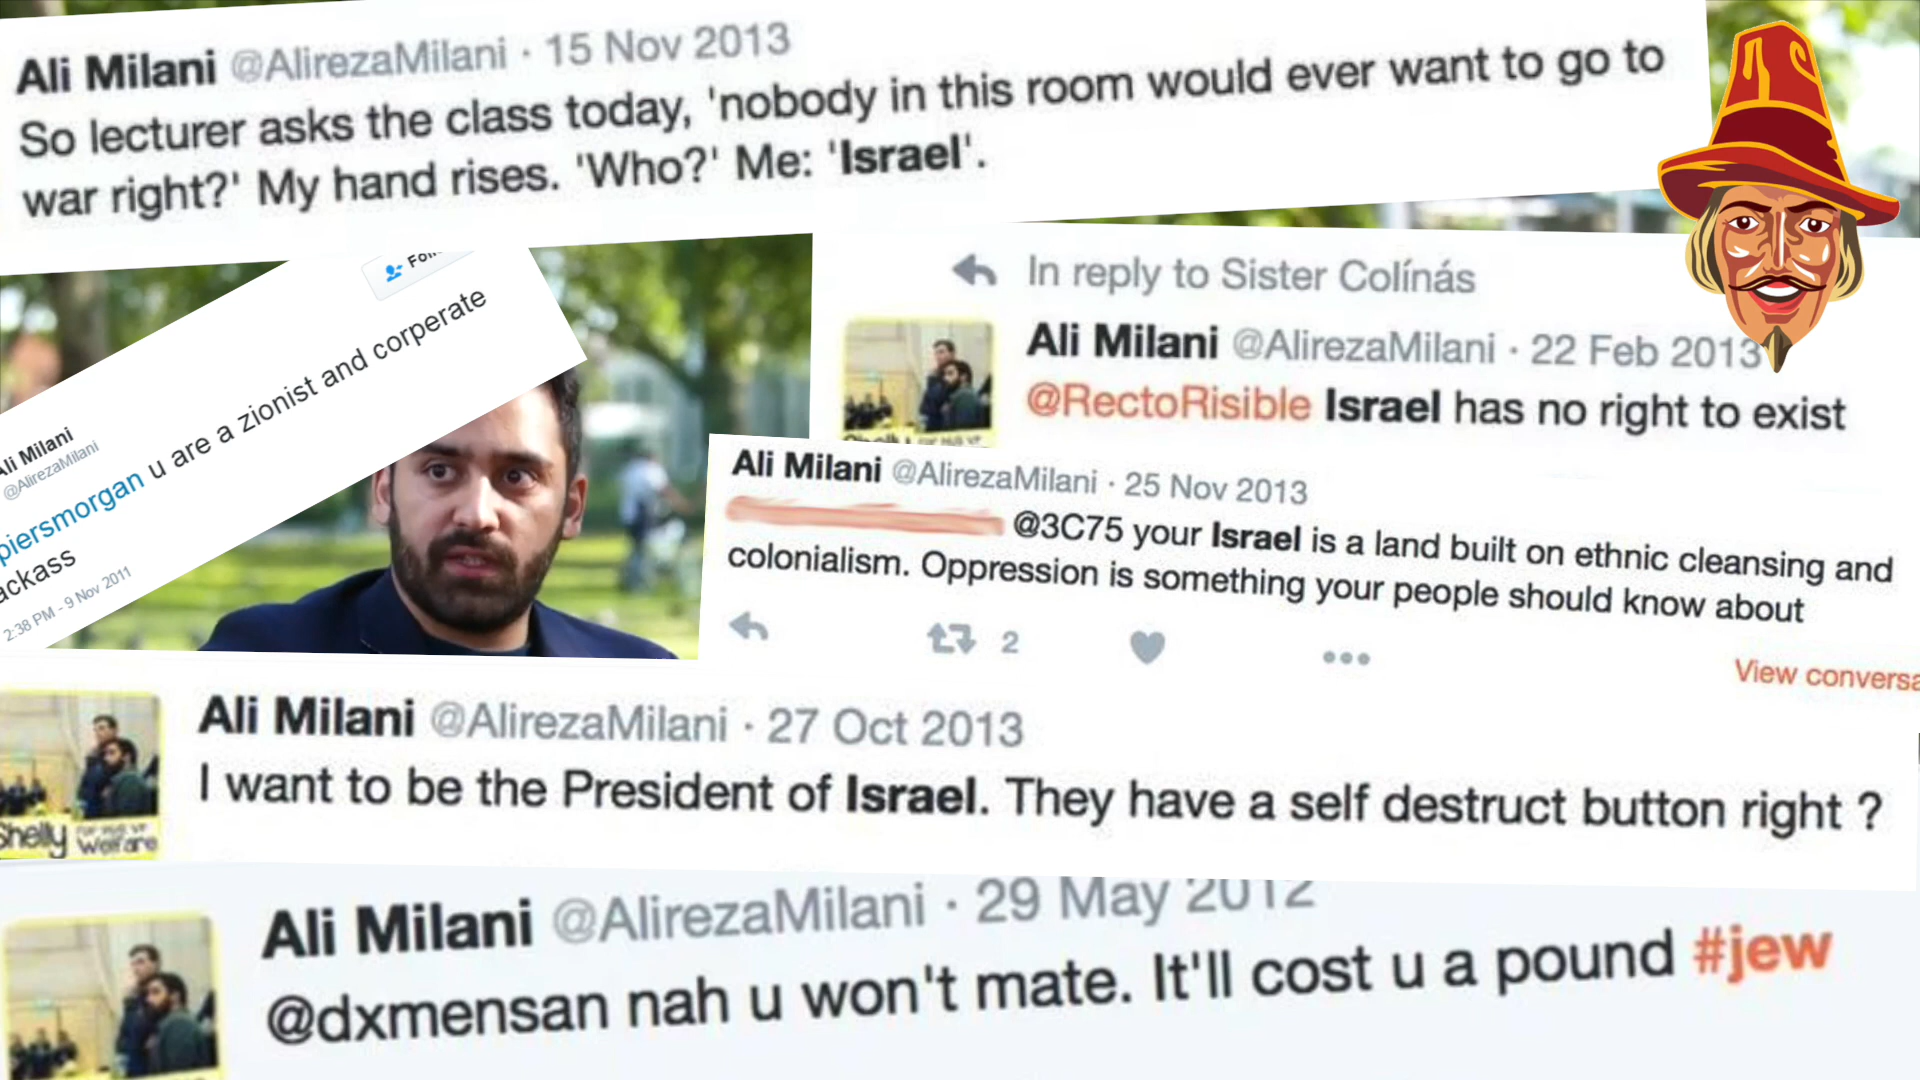 Ali Milani @AlirezaMilani · 15 Nov 2013
So lecturer asks the class today, 'nobody in this room would ever want to go to
war right?' My hand rises. 'Who?' Me: 'Israel'.
Ali Milani
@AlirezaMilani
piersmorgan u are a zionist and corperate
ackass
2:38 PM - 9 Nov 2011
In reply to Sister Colínás
Ali Milani @AlirezaMilani · 22 Feb 2013
@RectoRisible Israel has no right to exist
Ali Milani @AlirezaMilani · 25 Nov 2013
@3C75 your Israel is a land built on ethnic cleansing and
colonialism. Oppression is something your people should know about
2
View conversa
Ali Milani @AlirezaMilani · 27 Oct 2013
I want to be the President of Israel. They have a self destruct button right ?
Shelly
Welfare
Ali Milani @AlirezaMilani · 29 May 2012
@dxmensan nah u won't mate. It'll cost u a pound #jew